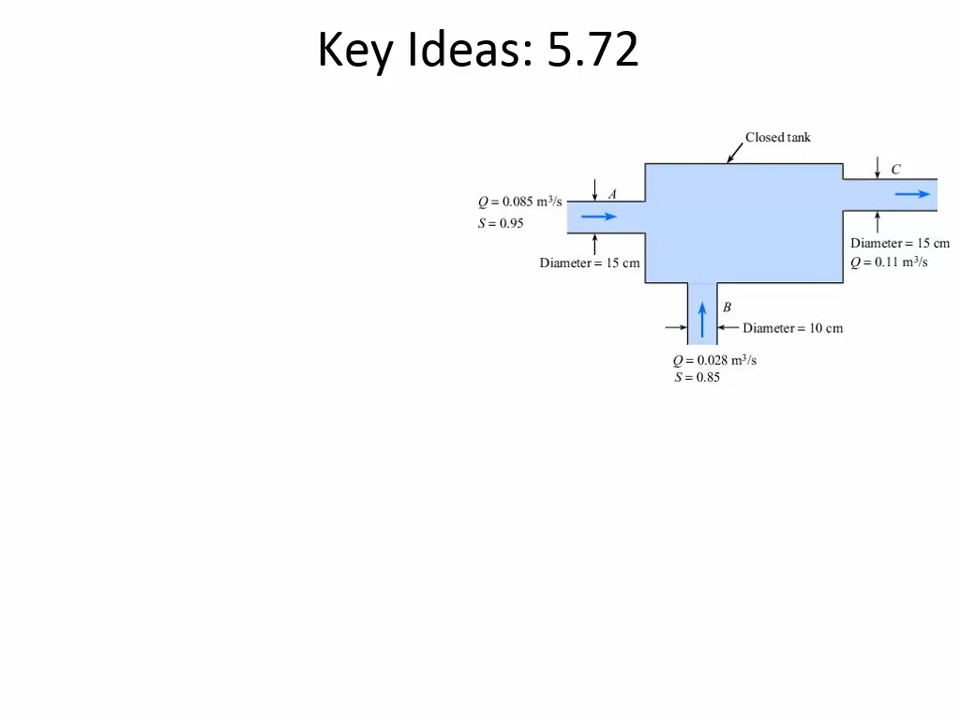 Key Ideas: 5.72
Closed tank
C
A
Q = 0.085 m³/s
S = 0.95
Diameter = 15 cm
Diameter = 15 cm
Q = 0.11 m³/s
B
Diameter = 10 cm
Q = 0.028 m³/s
S = 0.85